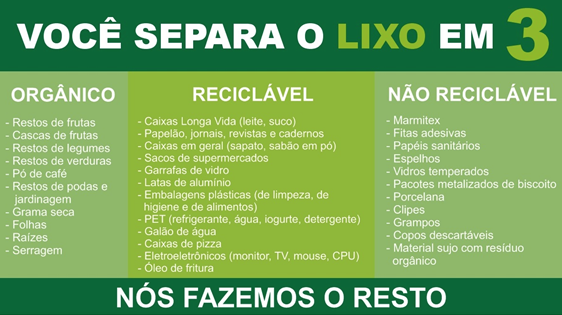 VOCÊ SEPARA O LIXO EM 3
ORGÂNICO
- Restos de frutas
- Cascas de frutas
- Restos de legumes
- Restos de verduras
- Pó de café
- Restos de podas e
jardinagem
- Grama seca
- Folhas
- Raízes
- Serragem
RECICLÁVEL
- Caixas Longa Vida (leite, suco)
- Papelão, jornais, revistas e cadernos
- Caixas em geral (sapato, sabão em pó)
- Sacos de supermercados
- Garrafas de vidro
- Latas de alumínio
- Embalagens plásticas (de limpeza, de
higiene e de alimentos)
- PET (refrigerante, água, iogurte, detergente)
- Galão de água
- Caixas de pizza
- Eletroeletrônicos (monitor, TV, mouse, CPU)
- Óleo de fritura
NÃO RECICLÁVEL
- Marmitex
- Fitas adesivas
- Papéis sanitários
- Espelhos
- Vidros temperados
- Pacotes metalizados de biscoito
- Porcelana
- Clipes
- Grampos
- Copos descartáveis
- Material sujo com resíduo
orgânico
NÓS FAZEMOS O RESTO